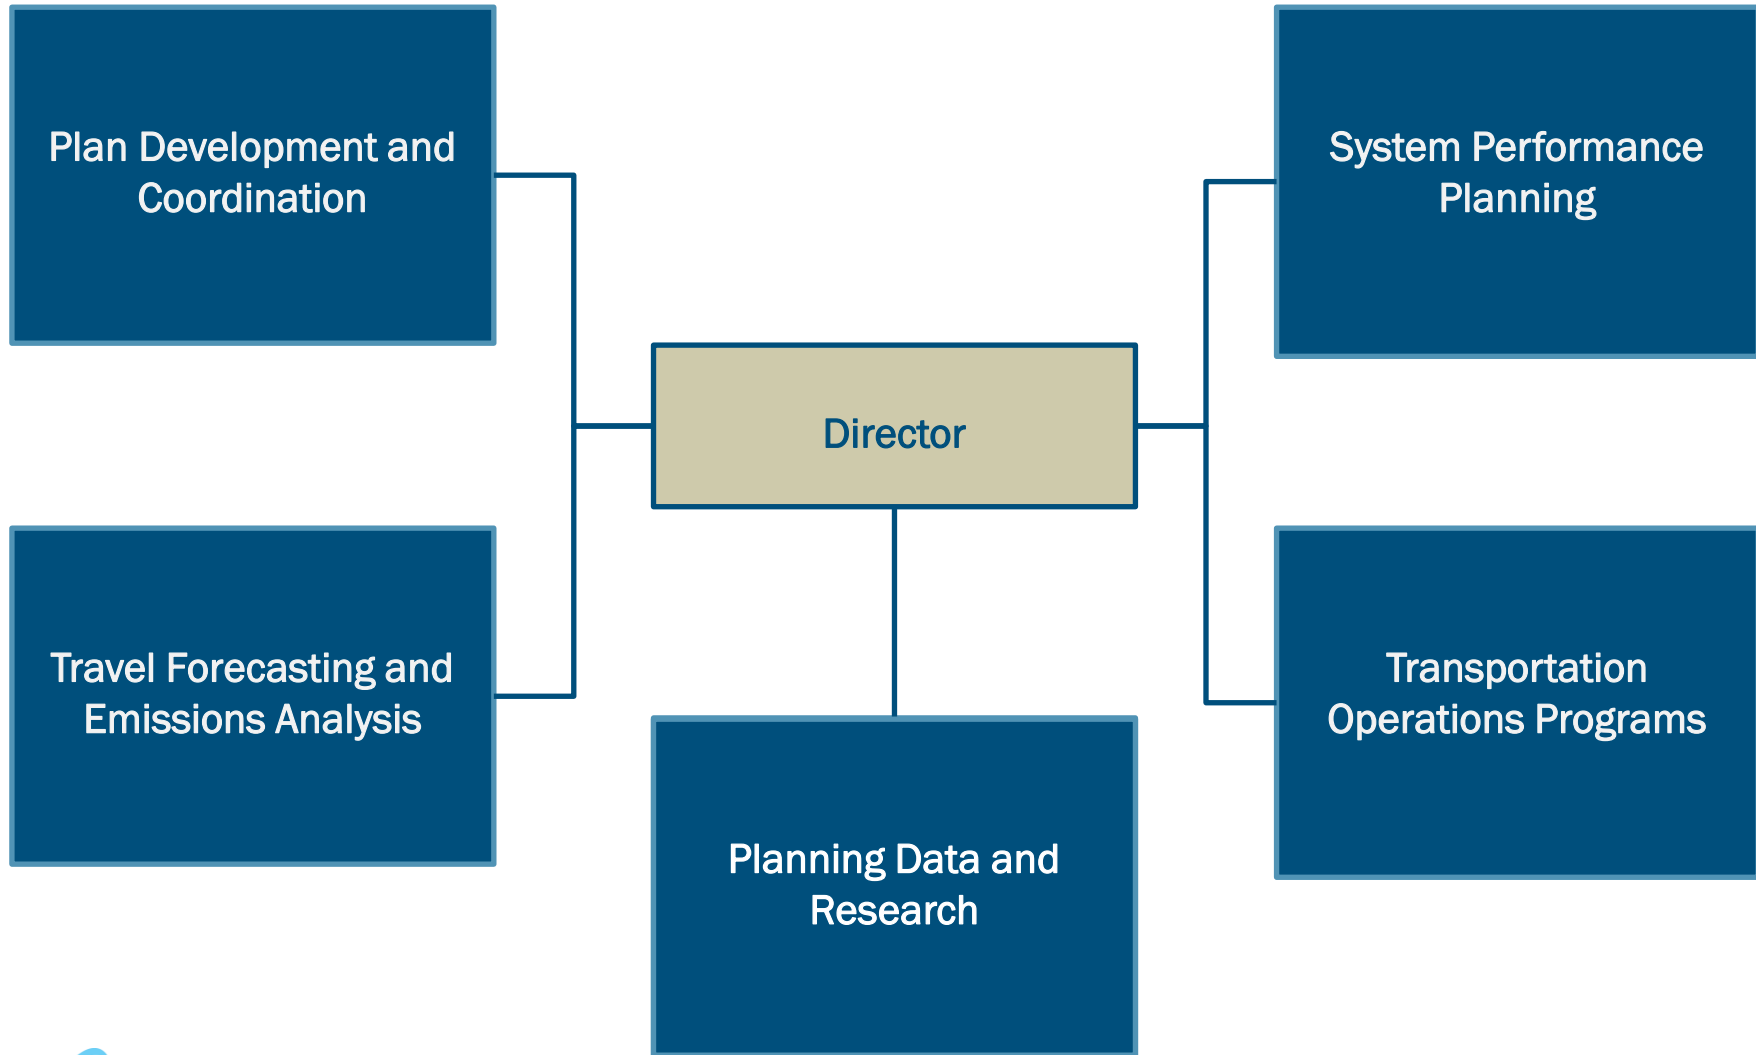 Plan Development and
Coordination
System Performance
Planning
Director
Travel Forecasting and
Emissions Analysis
Transportation
Operations Programs
Planning Data and
Research